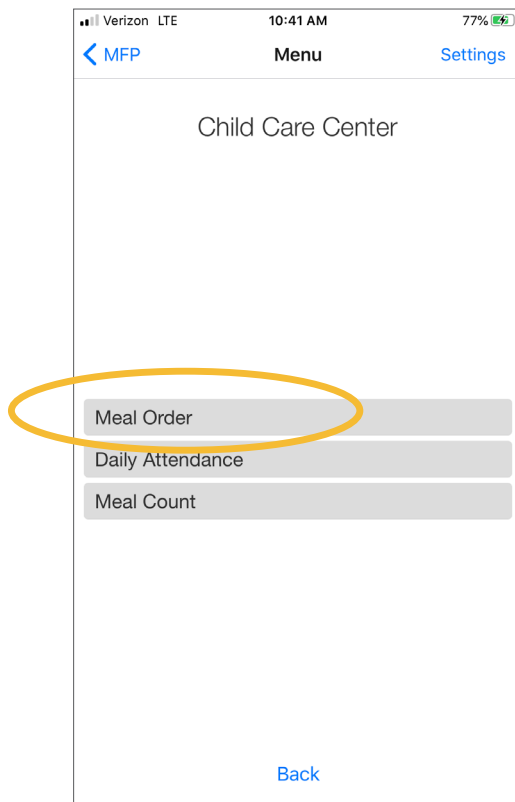 Verizon LTE 10:41 AM 77%
MFP Menu Settings
Child Care Center
Meal Order
Daily Attendance
Meal Count
Back